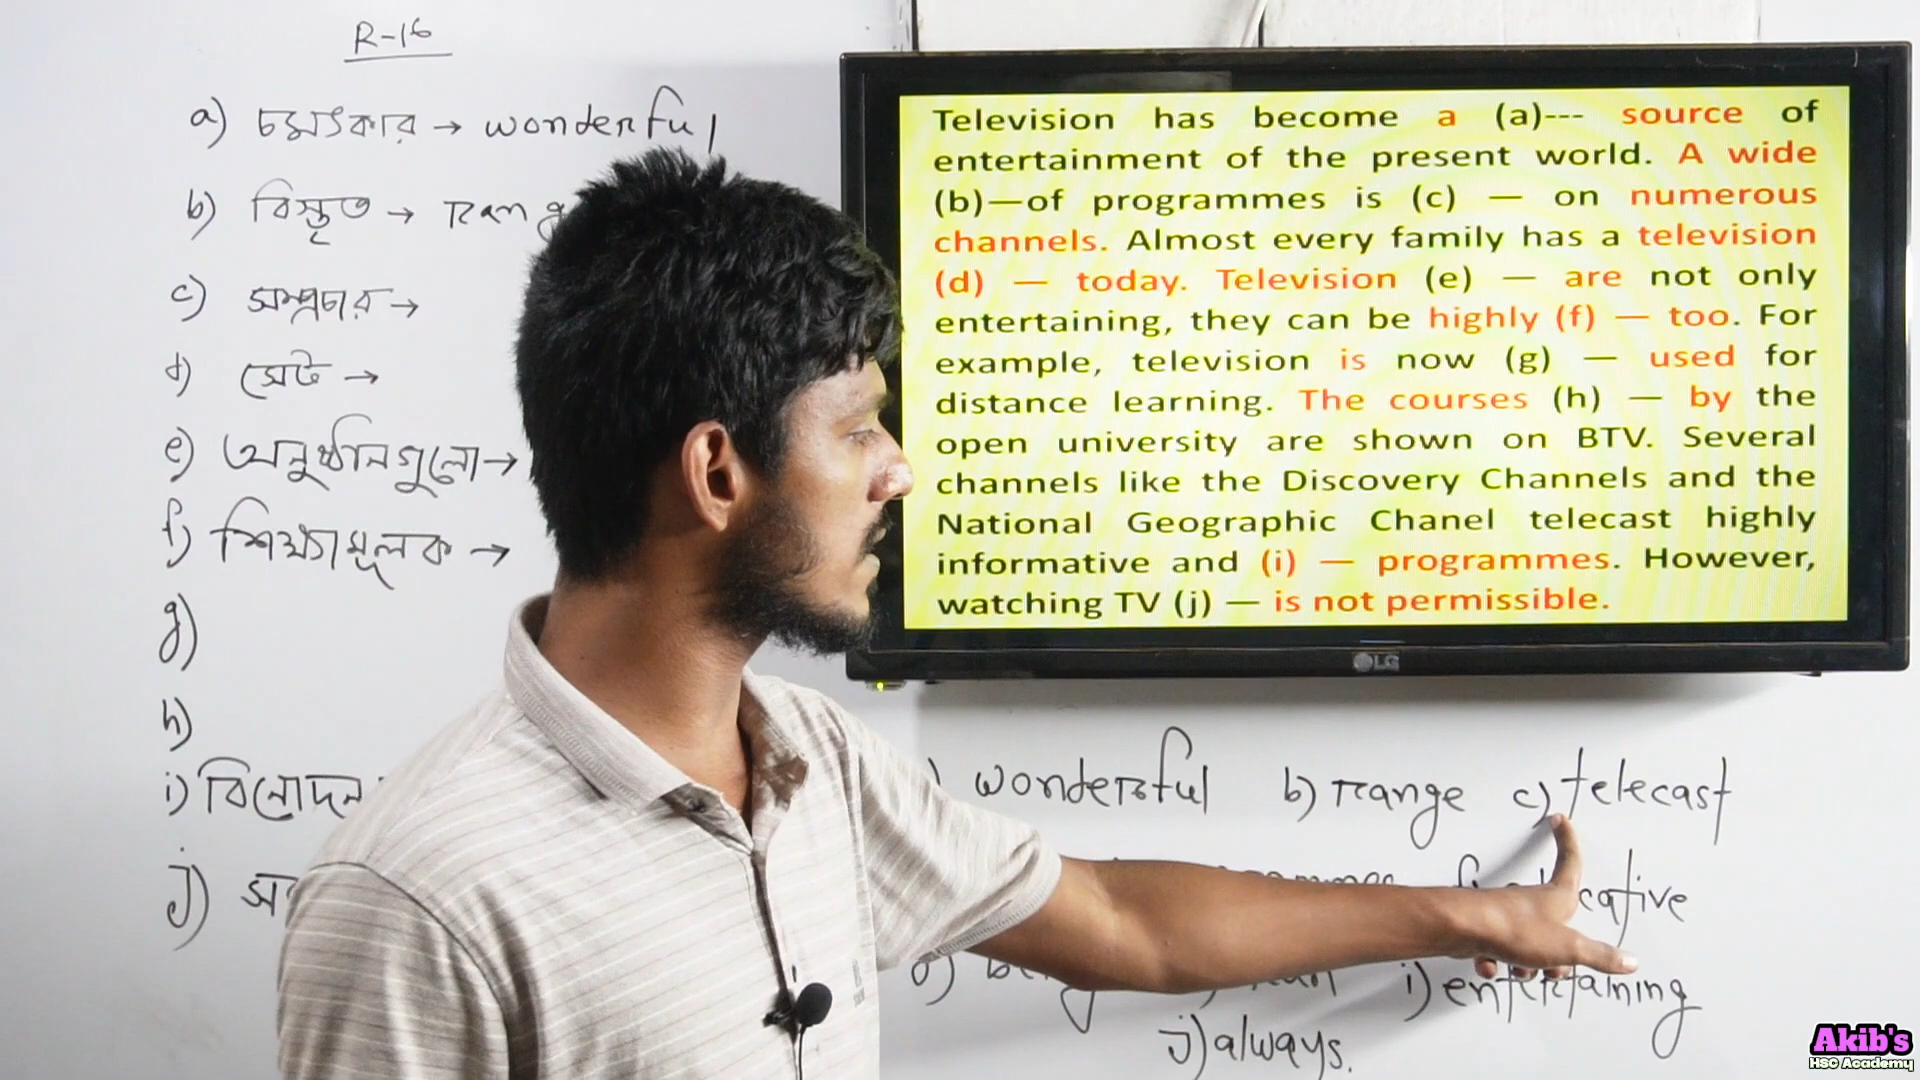 R-16
a) চমৎকার → wonderful
b) বিস্তৃত → rang
c) সম্প্রচার →
d) সেট →
e) অনুষ্ঠানগুলো →
f) শিক্ষামূলক →
g)
h)
i) বিনোদন
j)
Television has become a (a)--- source of
entertainment of the present world. A wide
(b)—of programmes is (c) — on numerous
channels. Almost every family has a television
(d) — today. Television (e) — are not only
entertaining, they can be highly (f) — too. For
example, television is now (g) — used for
distance learning. The courses (h) — by the
open university are shown on BTV. Several
channels like the Discovery Channels and the
National Geographic Chanel telecast highly
informative and (i) — programmes. However,
watching TV (j) — is not permissible.
LG
wonderful b) range c) telecast
cative
i) entertaining
j) always.
Akib's
HSC Academy